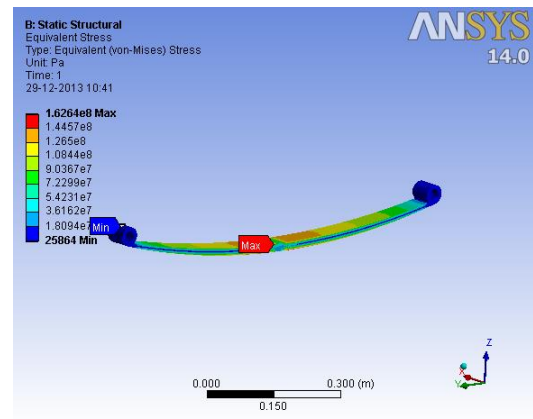 B: Static Structural
Equivalent Stress
Type: Equivalent (von-Mises) Stress
Unit: Pa
Time: 1
29-12-2013 10:41
ANSYS
14.0
1.6264e8 Max
1.4457e8
1.265e8
1.0844e8
9.0367e7
7.2299e7
5.4231e7
3.6162e7
1.8094e7
25864 Min
Min
Max
0.000
0.300 (m)
0.150
Z
X
Y